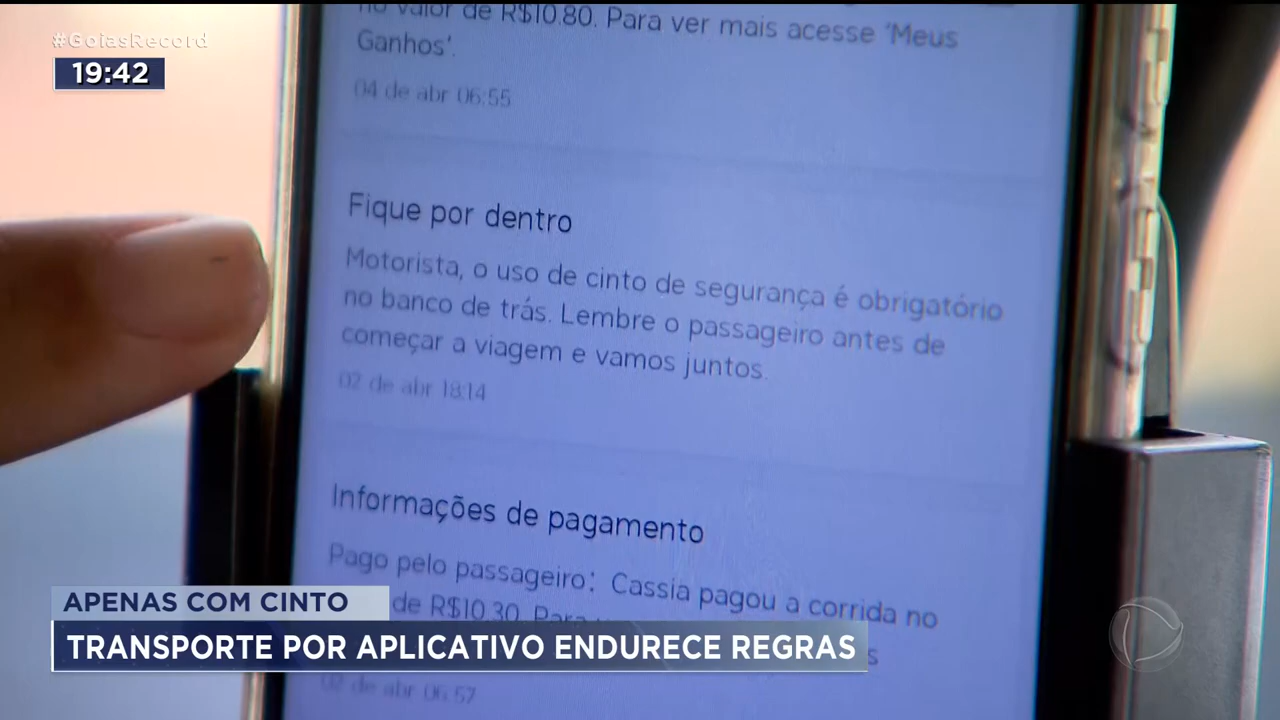 #GoiasRecord
19:42
no valor de R$10.80. Para ver mais acesse 'Meus
Ganhos'.
04 de abr 06:55
Fique por dentro
Motorista, o uso de cinto de segurança é obrigatório
no banco de trás. Lembre o passageiro antes de
começar a viagem e vamos juntos.
02 de abr 18:14
Informações de pagamento
Pago pelo passageiro: Cassia pagou a corrida no
de R$10.30. Para
s
02 de abr 06:57
APENAS COM CINTO
TRANSPORTE POR APLICATIVO ENDURECE REGRAS